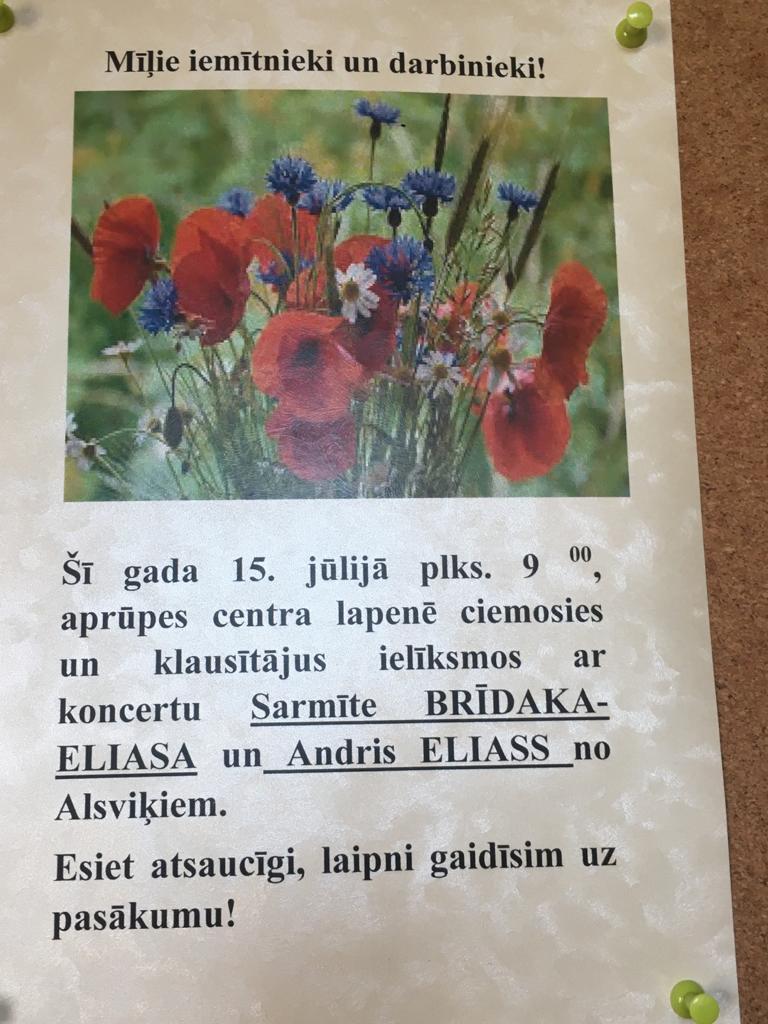 Mīļie iemītnieki un darbinieki!
Šī gada 15. jūlijā plks. 9 ⁰⁰,
aprūpes centra lapenē ciemosies
un klausītājus ielīksmos ar
koncertu Sarmīte BRĪDAKA-
ELIASA un Andris ELIASS no
Alsviķiem.
Esiet atsaucīgi, laipni gaidīsim uz
pasākumu!